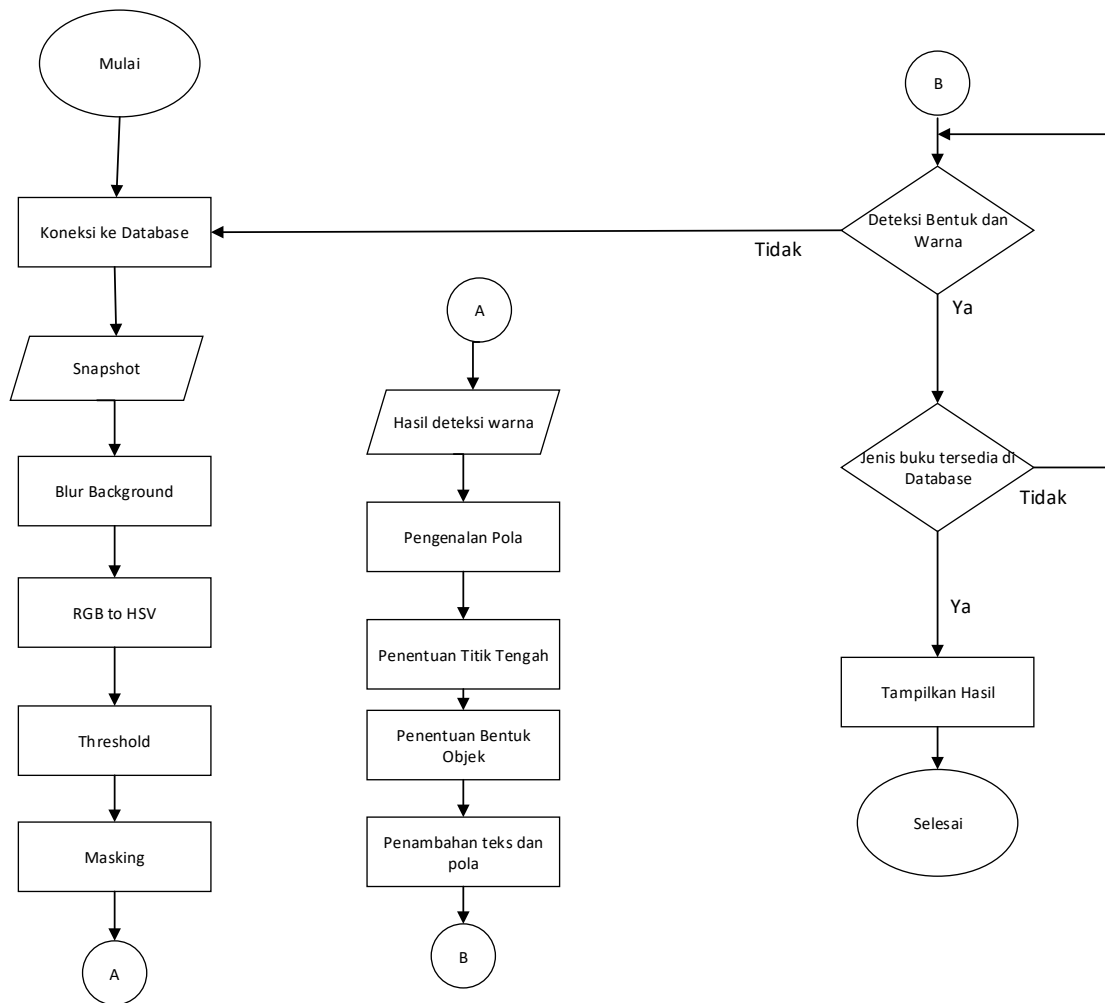 Mulai
Koneksi ke Database
Snapshot
Blur Background
RGB to HSV
Threshold
Masking
A
A
Hasil deteksi warna
Pengenalan Pola
Penentuan Titik Tengah
Penentuan Bentuk
Objek
Penambahan teks dan
pola
B
B
Deteksi Bentuk dan
Warna
Tidak
Ya
Jenis buku tersedia di
Database
Tidak
Ya
Tampilkan Hasil
Selesai